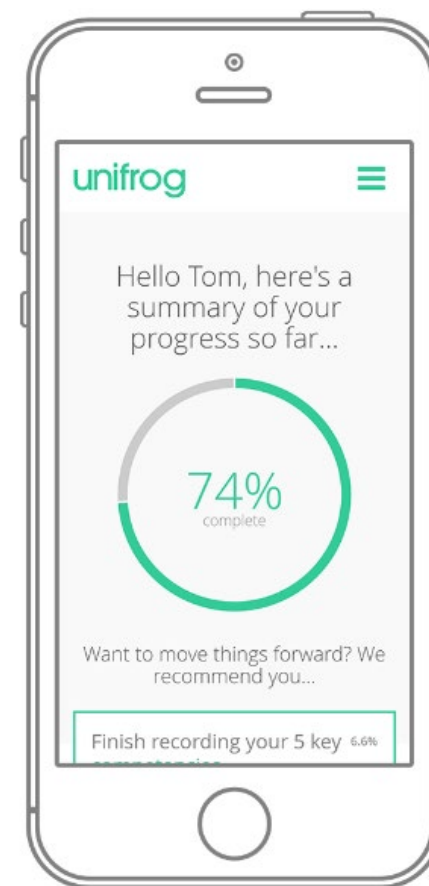 unifrog
Hello Tom, here's a
summary of your
progress so far...
74%
complete
Want to move things forward? We
recommend you...
Finish recording your 5 key 6.6%
competencies